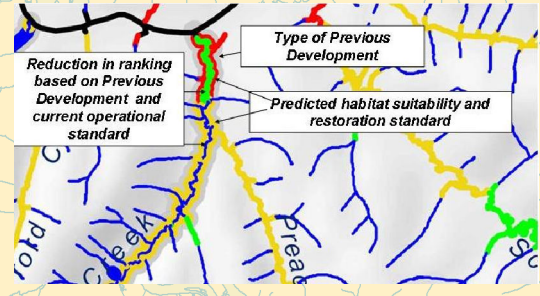 Type of Previous
Development
Reduction in ranking
based on Previous
Development and
current operational
standard
Predicted habitat suitability and
restoration standard
Creek